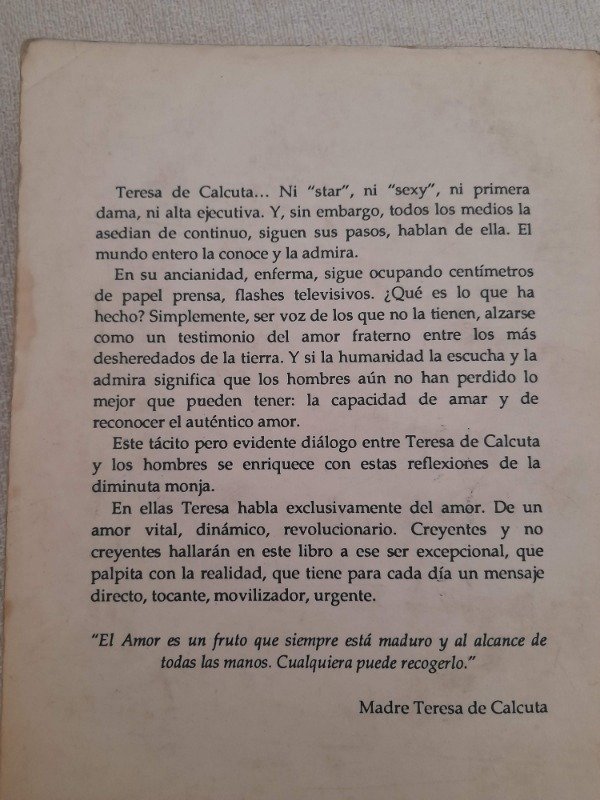 Teresa de Calcuta... Ni "star", ni "sexy", ni primera
dama, ni alta ejecutiva. Y, sin embargo, todos los medios la
asedian de continuo, siguen sus pasos, hablan de ella. El
mundo entero la conoce y la admira.
En su ancianidad, enferma, sigue ocupando centímetros
de papel prensa, flashes televisivos. ¿Qué es lo que ha
hecho? Simplemente, ser voz de los que no la tienen, alzarse
como un testimonio del amor fraterno entre los más
desheredados de la tierra. Y si la humanidad la escucha y la
admira significa que los hombres aún no han perdido lo
mejor que pueden tener: la capacidad de amar y de
reconocer el auténtico amor.
Este tácito pero evidente diálogo entre Teresa de Calcuta
y los hombres se enriquece con estas reflexiones de la
diminuta monja.
En ellas Teresa habla exclusivamente del amor. De un
amor vital, dinámico, revolucionario. Creyentes y no
creyentes hallarán en este libro a ese ser excepcional, que
palpita con la realidad, que tiene para cada día un mensaje
directo, tocante, movilizador, urgente.
"El Amor es un fruto que siempre está maduro y al alcance de
todas las manos. Cualquiera puede recogerlo."
Madre Teresa de Calcuta